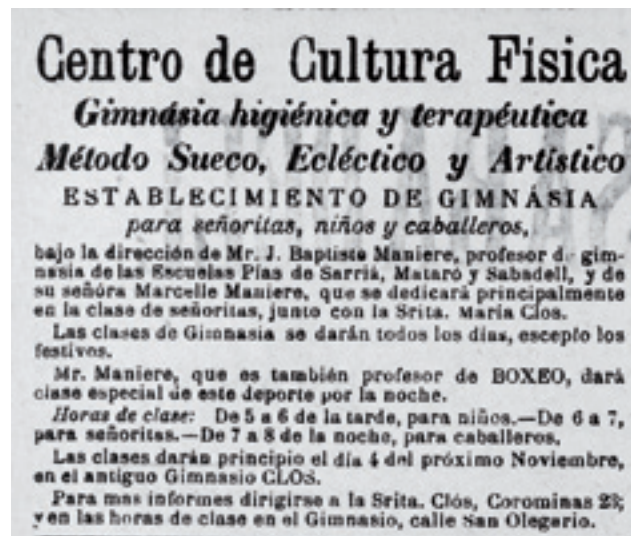 Centro de Cultura Fisica
Gimnásia higiénica y terapéutica
Método Sueco, Ecléctico y Artístico
ESTABLECIMIENTO DE GIMNÁSIA
para señoritas, niños y caballeros,
bajo la dirección de Mr. J. Baptiste Maniere, profesor de gim-
nasia de las Escuelas Pías de Sarriá, Mataró y Sabadell, y de
su señóra Marcelle Maniere, que se dedicará principalmente
en la clase de señoritas, junto con la Srita. María Clos.
Las clases de Gimnasia se darán todos los días, escepto los
festivos.
Mr. Maniere, que es también profesor de BOXEO, dará
clase especial de este deporte por la noche.
Horas de clase: De 5 a 6 de la tarde, para niños.—De 6 a 7,
para señoritas.—De 7 a 8 de la noche, para caballeros.
Las clases darán principio el día 4 del próximo Noviembre,
en el antiguo Gimnasio CLOS.
Para mas informes dirigirse a la Srita. Clós, Corominas 23;
y en las horas de clase en el Gimnasio, calle San Olegario.